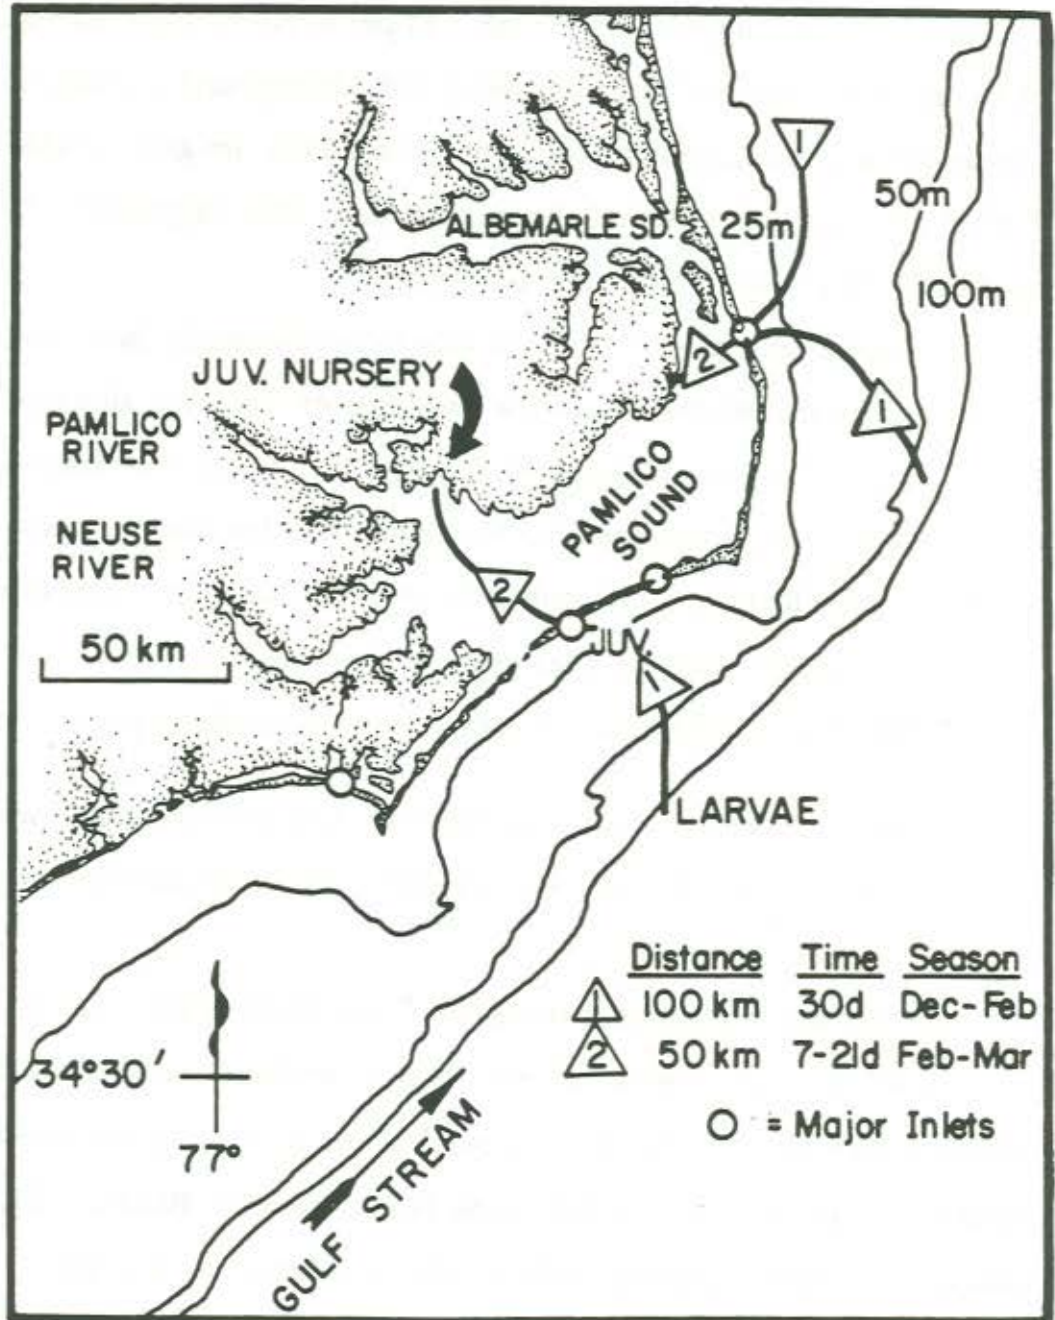 1
50m
ALBEMARLE SD.
25m
100m
2
JUV. NURSERY
1
PAMLICO
RIVER
PAMLICO
SOUND
NEUSE
RIVER
2
JUV.
50 km
1
LARVAE
Distance Time Season
1 100 km 30d Dec-Feb
2 50 km 7-21d Feb-Mar
= Major Inlets
34°30'
77°
GULF STREAM